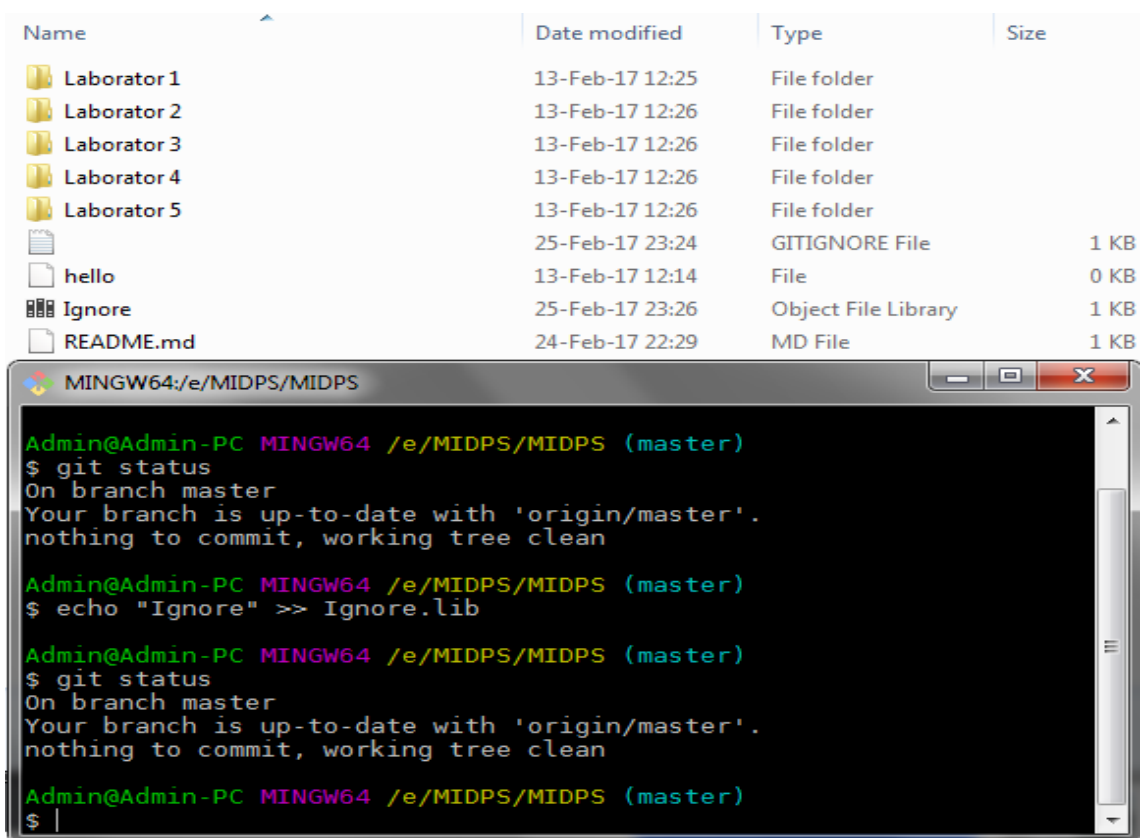 Name Date modified Type Size
Laborator 1 13-Feb-17 12:25 File folder
Laborator 2 13-Feb-17 12:26 File folder
Laborator 3 13-Feb-17 12:26 File folder
Laborator 4 13-Feb-17 12:26 File folder
Laborator 5 13-Feb-17 12:26 File folder
25-Feb-17 23:24 GITIGNORE File 1 KB
hello 13-Feb-17 12:14 File 0 KB
Ignore 25-Feb-17 23:26 Object File Library 1 KB
README.md 24-Feb-17 22:29 MD File 1 KB
MINGW64:/e/MIDPS/MIDPS
Admin@Admin-PC MINGW64 /e/MIDPS/MIDPS (master)
$ git status
On branch master
Your branch is up-to-date with 'origin/master'.
nothing to commit, working tree clean
Admin@Admin-PC MINGW64 /e/MIDPS/MIDPS (master)
$ echo "Ignore" >> Ignore.lib
Admin@Admin-PC MINGW64 /e/MIDPS/MIDPS (master)
$ git status
On branch master
Your branch is up-to-date with 'origin/master'.
nothing to commit, working tree clean
Admin@Admin-PC MINGW64 /e/MIDPS/MIDPS (master)
$